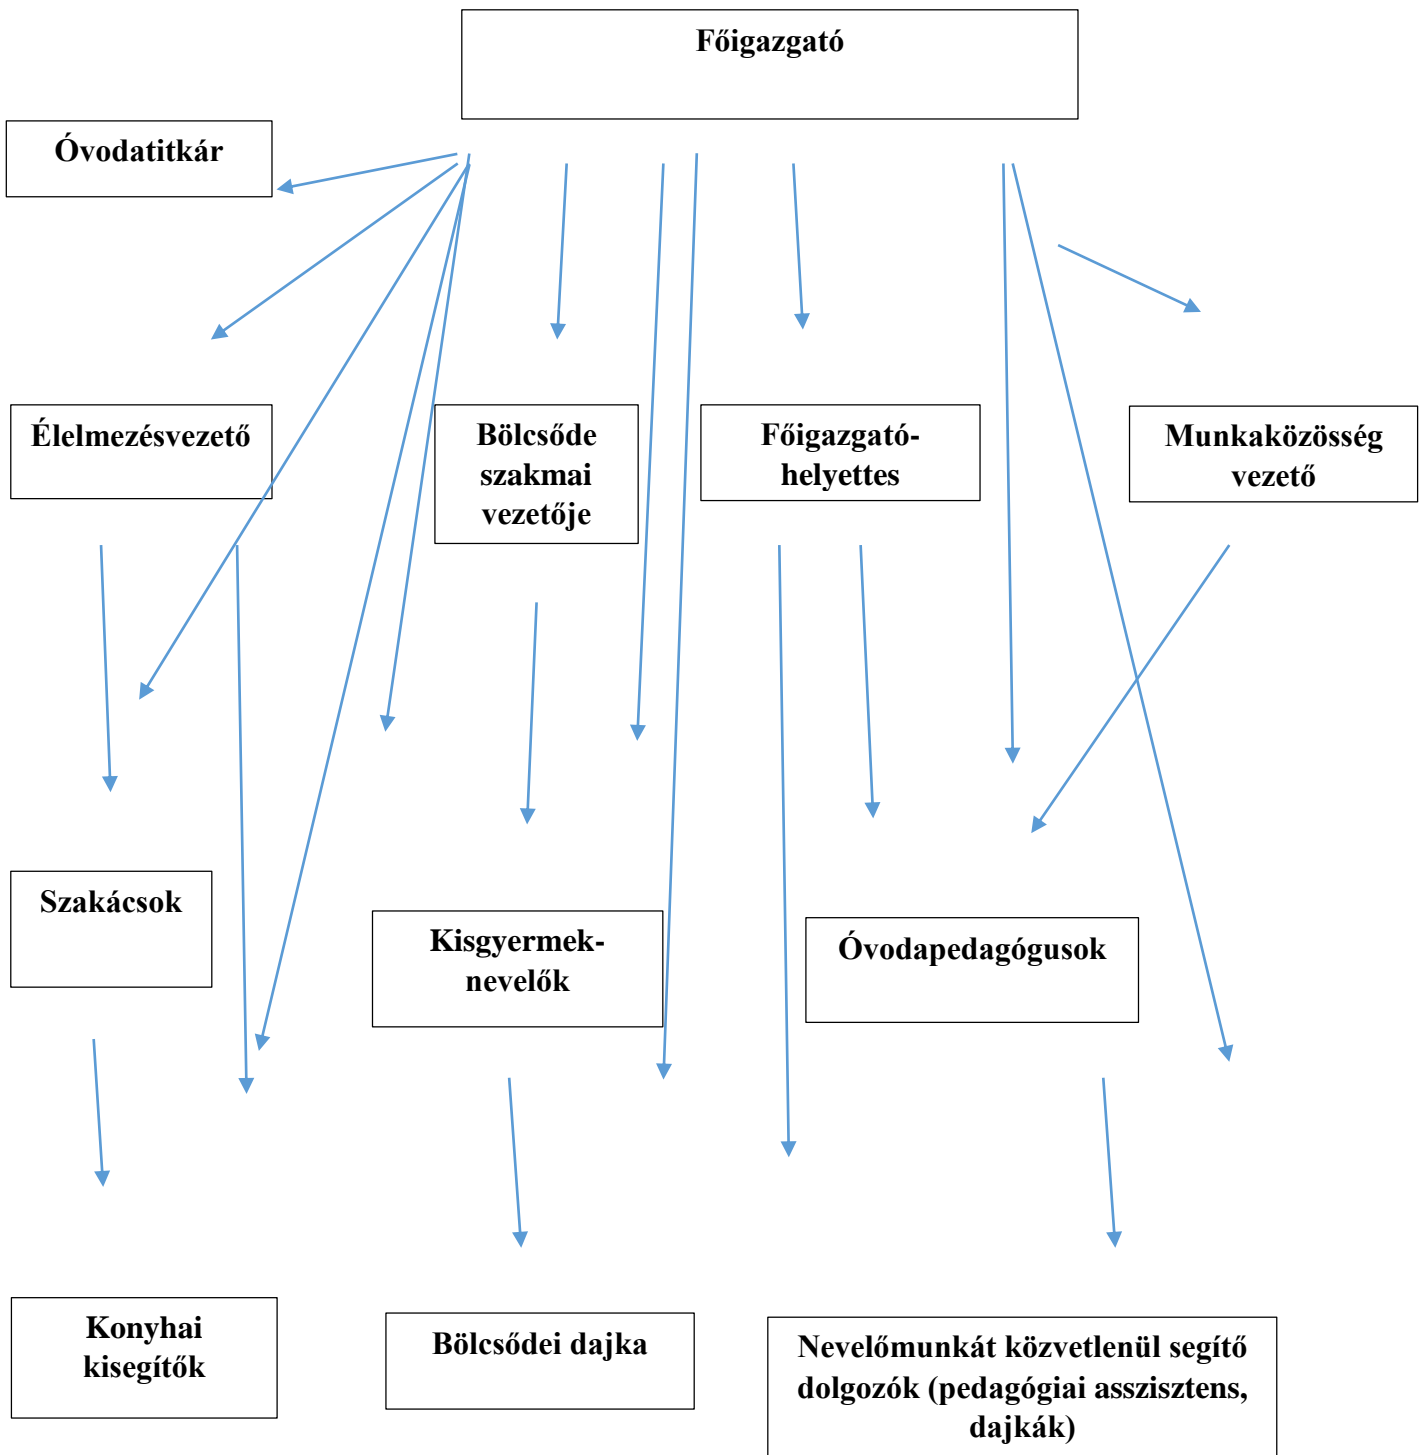 Főigazgató
Óvodatitkár
Élelmezésvezető
Bölcsőde
szakmai
vezetője
Főigazgató-
helyettes
Munkaközösség
vezető
Szakácsok
Kisgyermek-
nevelők
Óvodapedagógusok
Konyhai
kisegítők
Bölcsődei dajka
Nevelőmunkát közvetlenül segítő
dolgozók (pedagógiai asszisztens,
dajkák)